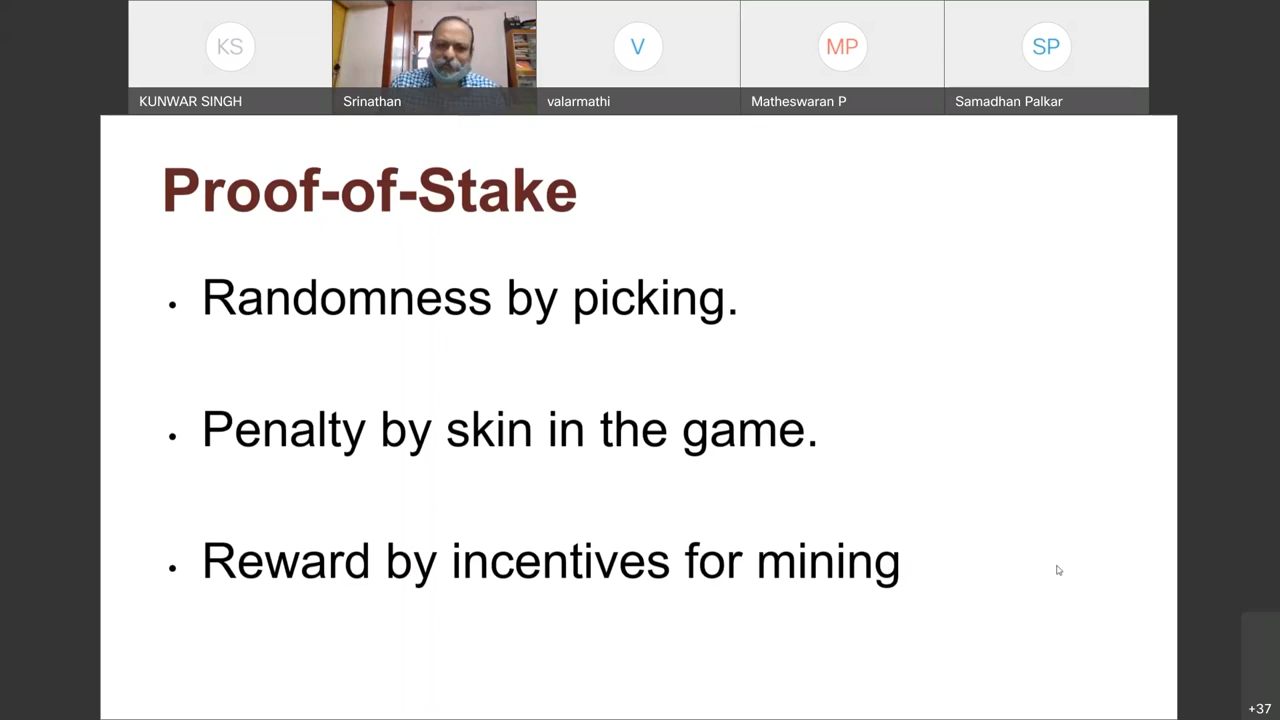 KS
V
MP
SP
KUNWAR SINGH
Srinathan
valarmathi
Matheswaran P
Samadhan Palkar
Proof-of-Stake
• Randomness by picking.
• Penalty by skin in the game.
• Reward by incentives for mining
+37